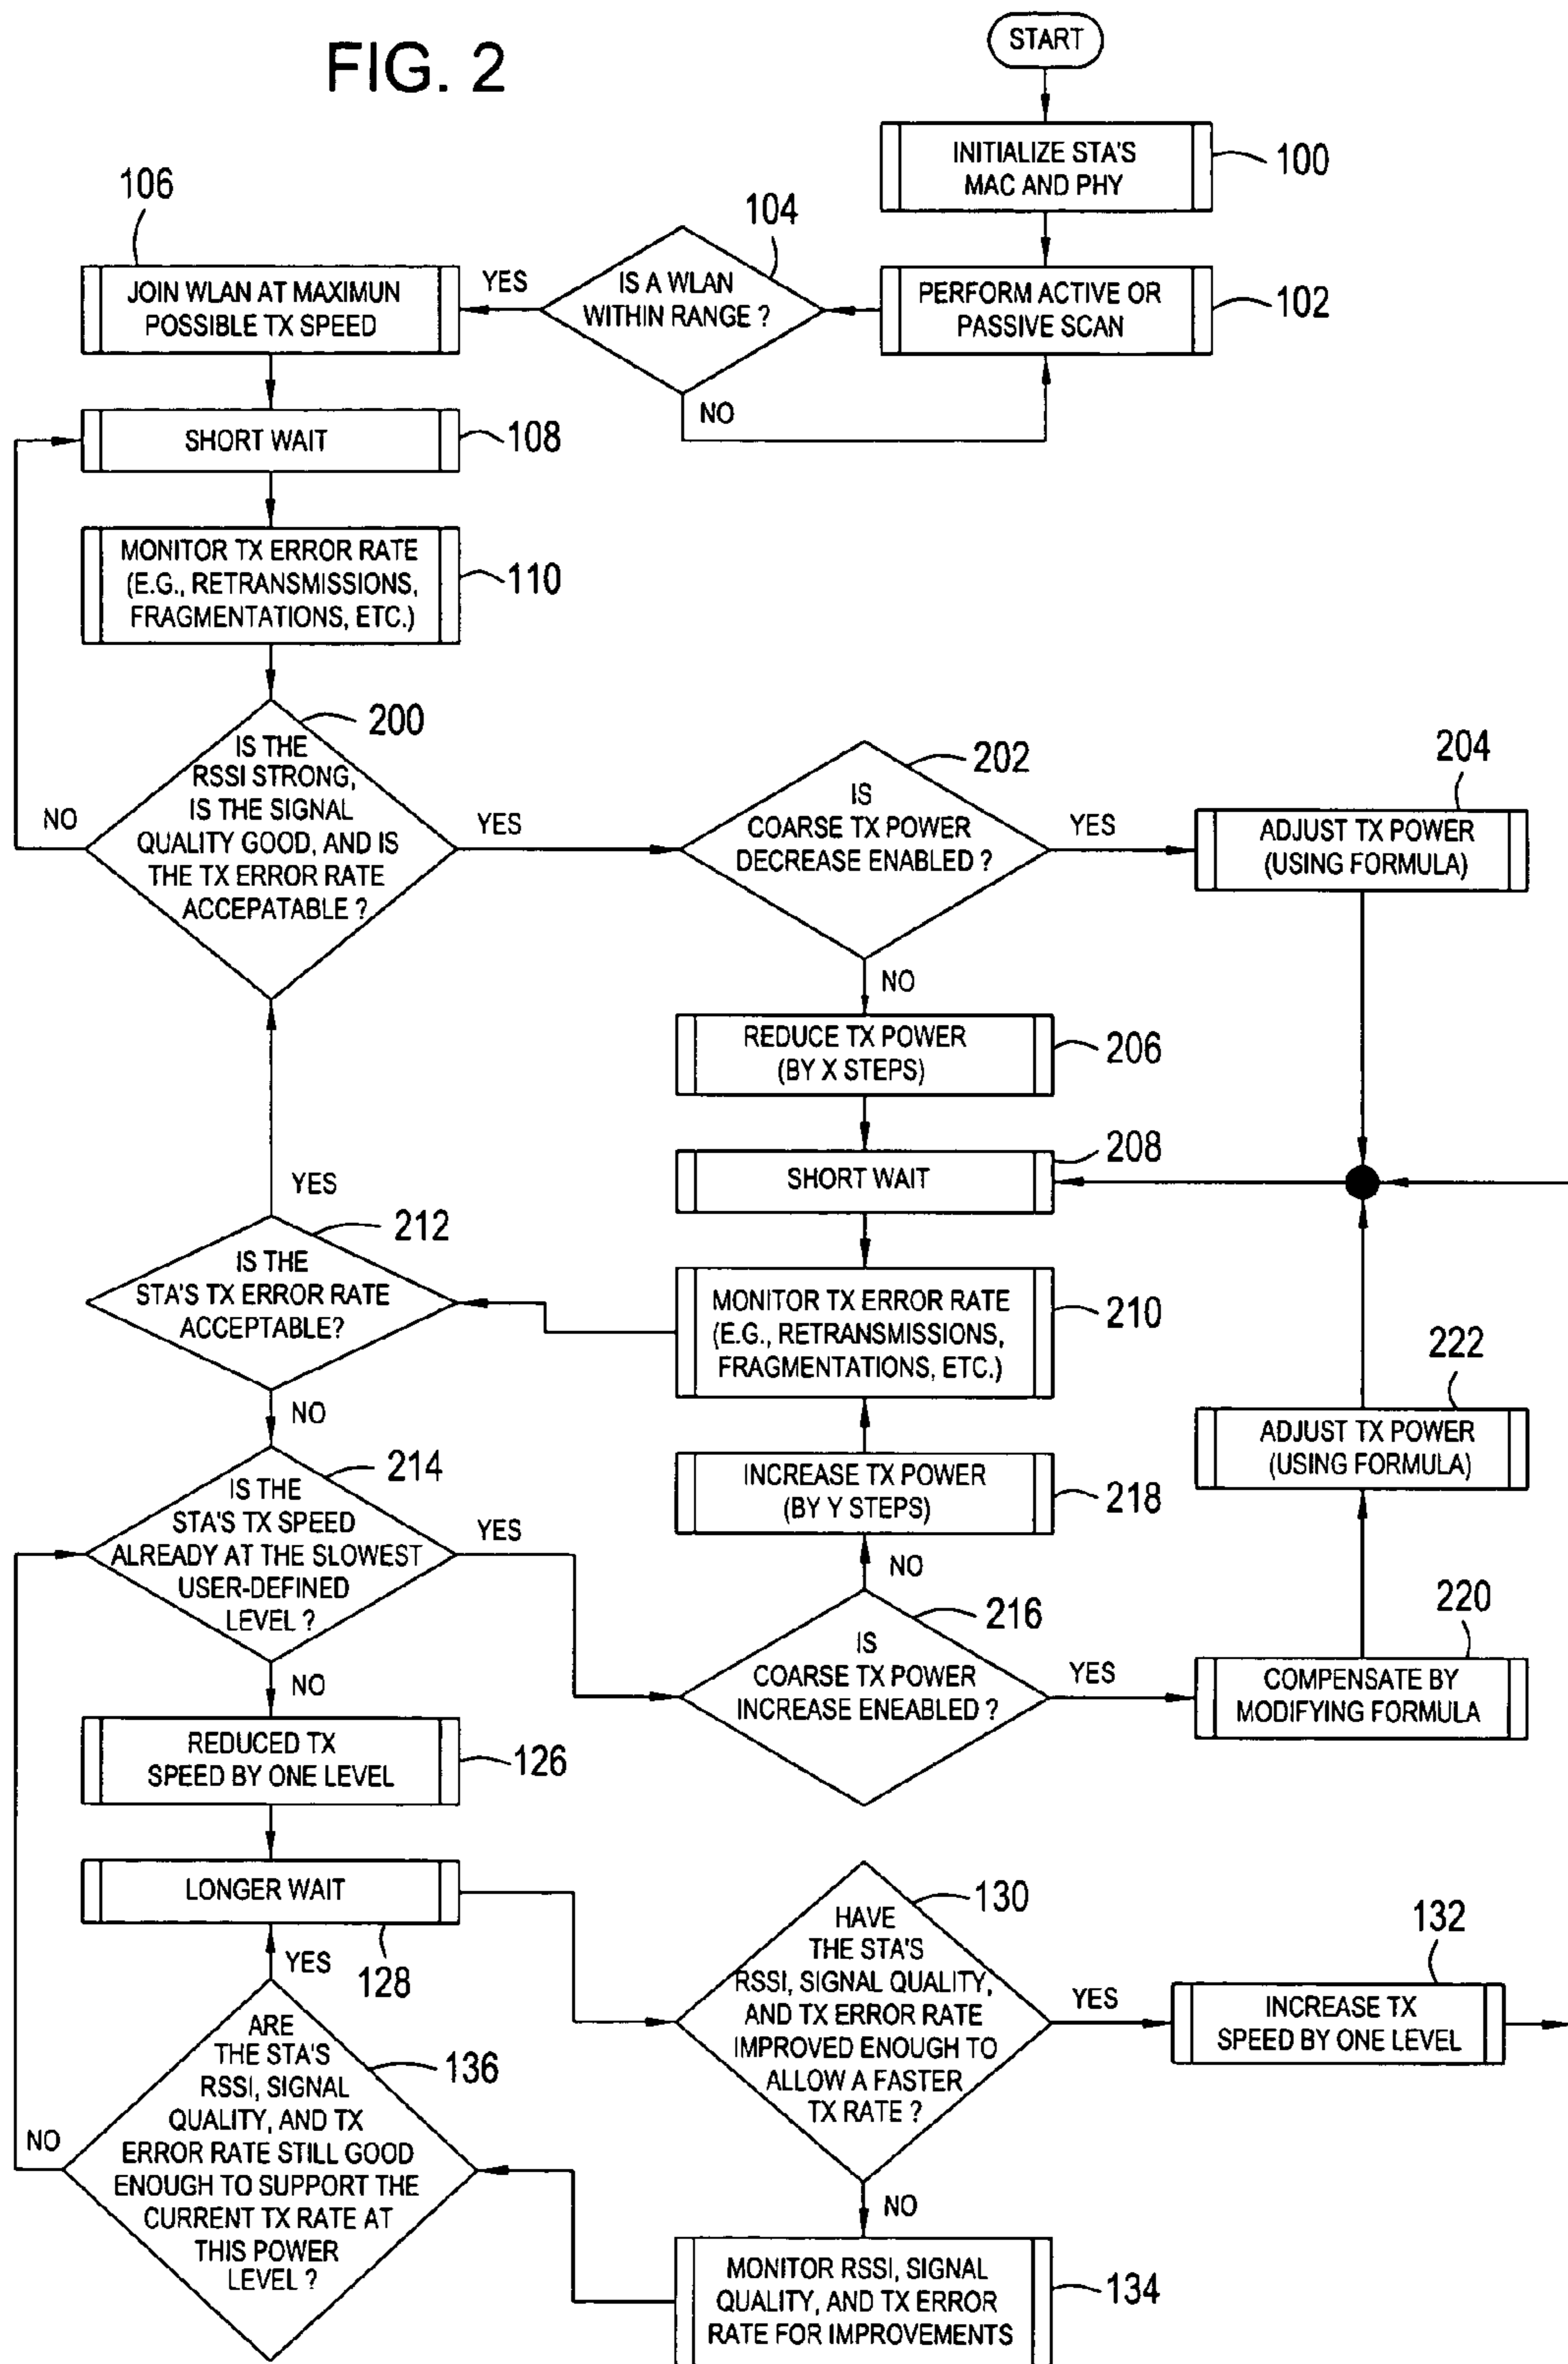 FIG. 2
START
INITIALIZE STA'S
MAC AND PHY
100
PERFORM ACTIVE OR
PASSIVE SCAN
102
104
IS A WLAN
WITHIN RANGE ?
YES
NO
106
JOIN WLAN AT MAXIMUN
POSSIBLE TX SPEED
SHORT WAIT
108
MONITOR TX ERROR RATE
(E.G., RETRANSMISSIONS,
FRAGMENTATIONS, ETC.)
110
200
IS THE
RSSI STRONG,
IS THE SIGNAL
QUALITY GOOD, AND IS
THE TX ERROR RATE
ACCEPATABLE ?
NO
YES
202
IS
COARSE TX POWER
DECREASE ENABLED ?
YES
NO
204
ADJUST TX POWER
(USING FORMULA)
REDUCE TX POWER
(BY X STEPS)
206
SHORT WAIT
208
MONITOR TX ERROR RATE
(E.G., RETRANSMISSIONS,
FRAGMENTATIONS, ETC.)
210
YES
212
IS THE
STA'S TX ERROR RATE
ACCEPTABLE?
NO
214
IS THE
STA'S TX SPEED
ALREADY AT THE SLOWEST
USER-DEFINED
LEVEL ?
YES
NO
INCREASE TX POWER
(BY Y STEPS)
218
NO
216
IS
COARSE TX POWER
INCREASE ENEABLED ?
YES
222
ADJUST TX POWER
(USING FORMULA)
220
COMPENSATE BY
MODIFYING FORMULA
REDUCED TX
SPEED BY ONE LEVEL
126
LONGER WAIT
128
YES
130
HAVE
THE STA'S
RSSI, SIGNAL QUALITY,
AND TX ERROR RATE
IMPROVED ENOUGH TO
ALLOW A FASTER
TX RATE ?
YES
NO
132
INCREASE TX
SPEED BY ONE LEVEL
136
ARE
THE STA'S
RSSI, SIGNAL
QUALITY, AND TX
ERROR RATE STILL GOOD
ENOUGH TO SUPPORT THE
CURRENT TX RATE AT
THIS POWER
LEVEL ?
NO
MONITOR RSSI, SIGNAL
QUALITY, AND TX ERROR
RATE FOR IMPROVEMENTS
134